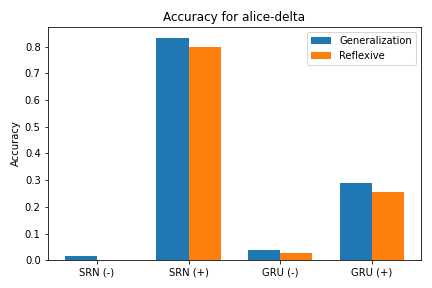 Accuracy for alice-delta
Generalization
Reflexive
Accuracy
0.8
0.7
0.6
0.5
0.4
0.3
0.2
0.1
0.0
SRN (-)
SRN (+)
GRU (-)
GRU (+)